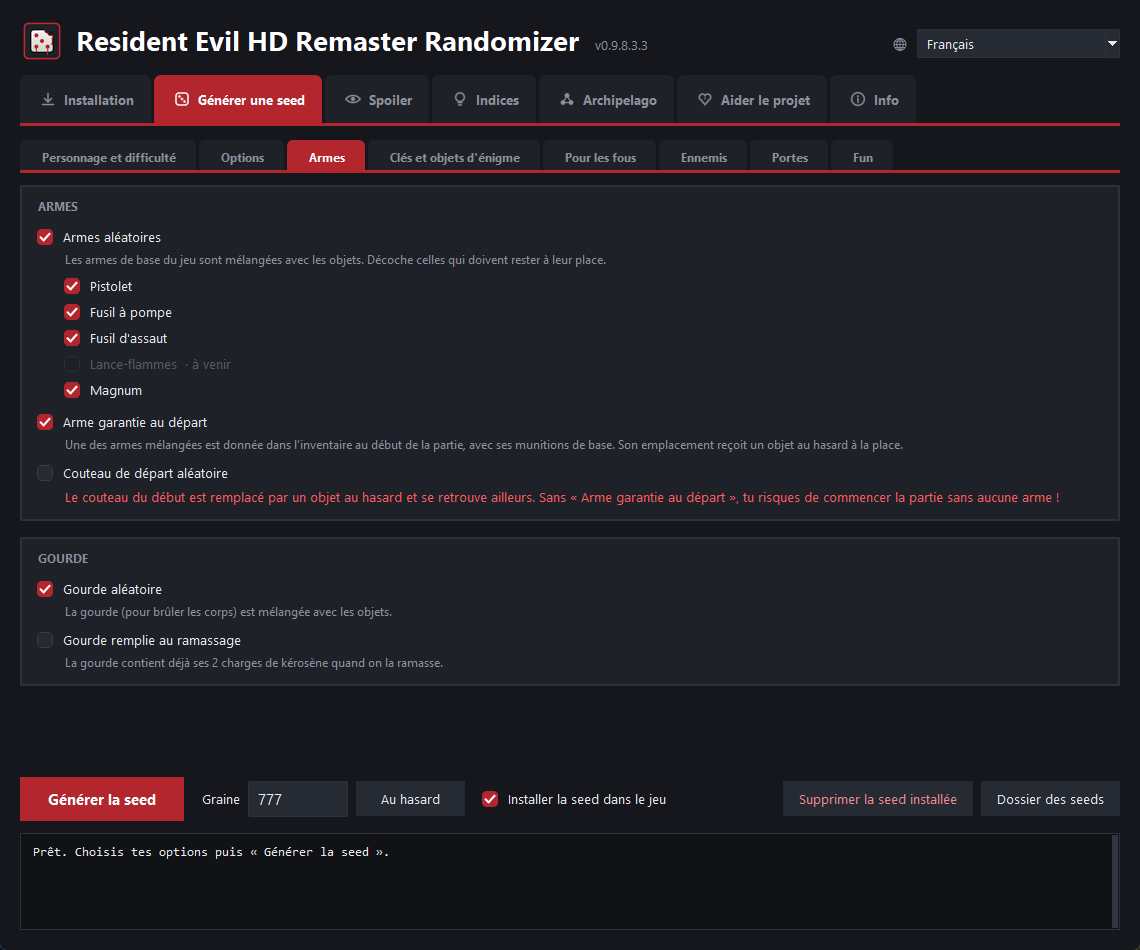 Resident Evil HD Remaster Randomizer v0.9.8.3.3 Français
Installation Générer une seed Spoiler Indices Archipelago Aider le projet Info
Personnage et difficulté Options Armes Clés et objets d'énigme Pour les fous Ennemis Portes Fun
ARMES
Armes aléatoires
Les armes de base du jeu sont mélangées avec les objets. Décoche celles qui doivent rester à leur place.
Pistolet
Fusil à pompe
Fusil d'assaut
Lance-flammes · à venir
Magnum
Arme garantie au départ
Une des armes mélangées est donnée dans l'inventaire au début de la partie, avec ses munitions de base. Son emplacement reçoit un objet au hasard à la place.
Couteau de départ aléatoire
Le couteau du début est remplacé par un objet au hasard et se retrouve ailleurs. Sans « Arme garantie au départ », tu risques de commencer la partie sans aucune arme !
GOURDE
Gourde aléatoire
La gourde (pour brûler les corps) est mélangée avec les objets.
Gourde remplie au ramassage
La gourde contient déjà ses 2 charges de kérosène quand on la ramasse.
Générer la seed Graine 777 Au hasard Installer la seed dans le jeu Supprimer la seed installée Dossier des seeds
Prêt. Choisis tes options puis « Générer la seed ».